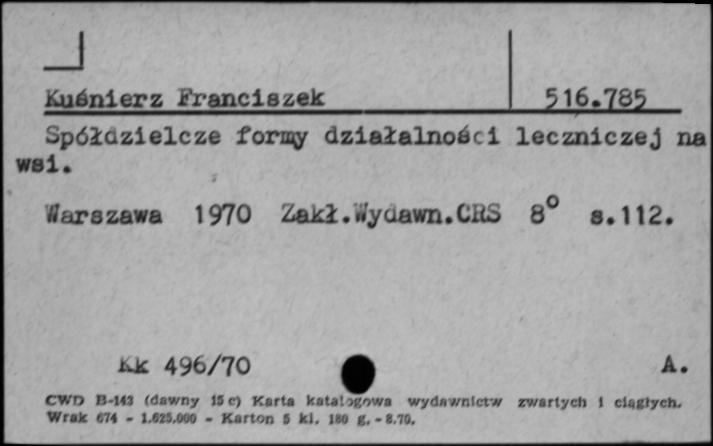 Kuśnierz Franciszek 516.785
Spółdzielcze formy działalności leczniczej na
wsi.
Warszawa 1970 Zakł.Wydawn.CRS 8° s.112.
Kk 496/70 A.
CWD B-143 (dawny 15 c) Karta katalogowa wydawnictw zwartych i ciągłych.
Wrak 674 - 1.625.000 - Karton 5 kl. 180 g. - 8.70.